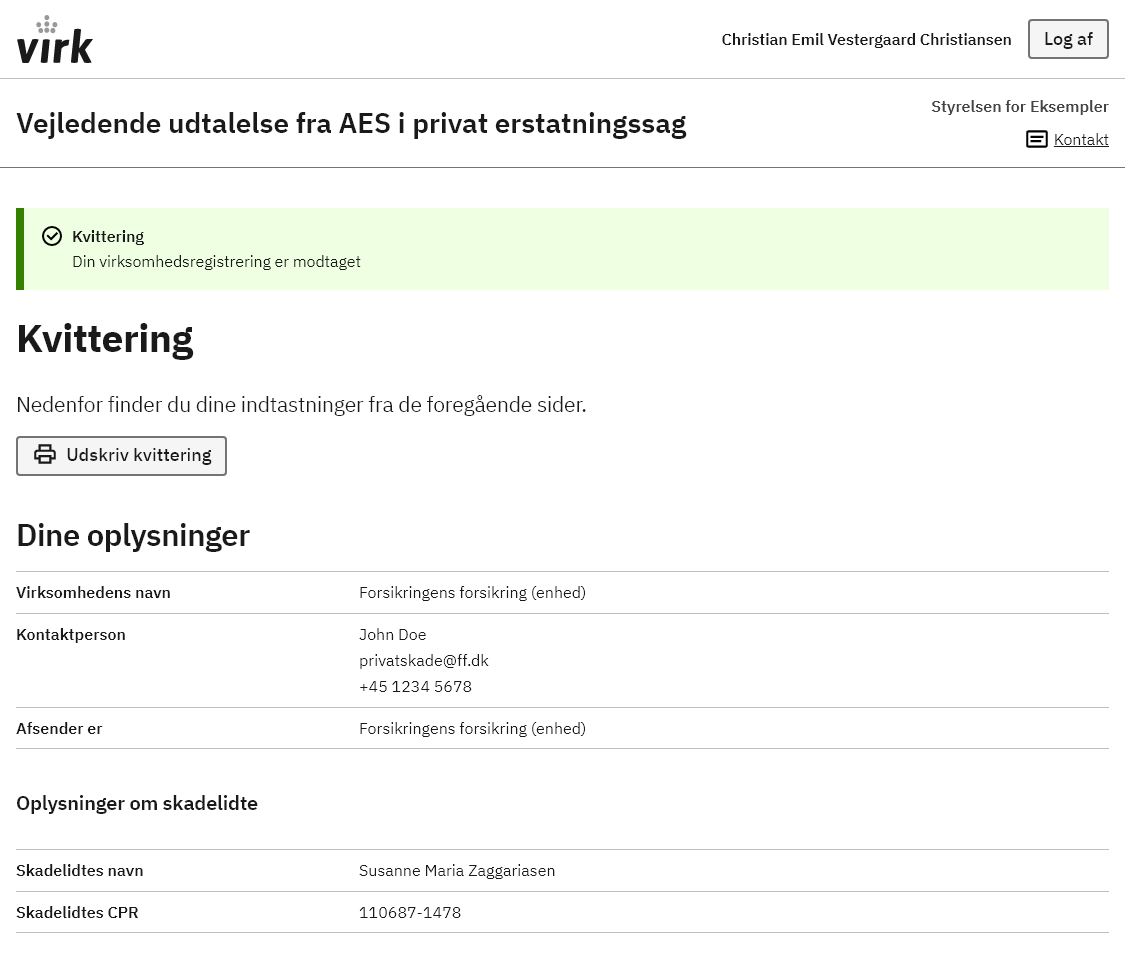 virk
Christian Emil Vestergaard Christiansen
Log af
Vejledende udtalelse fra AES i privat erstatningssag
Styrelsen for Eksempler
Kontakt
Kvittering
Din virksomhedsregistrering er modtaget
Kvittering
Nedenfor finder du dine indtastninger fra de foregående sider.
Udskriv kvittering
Dine oplysninger
Virksomhedens navn Forsikringens forsikring (enhed)
Kontaktperson John Doe
privatskade@ff.dk
+45 1234 5678
Afsender er Forsikringens forsikring (enhed)
Oplysninger om skadelidte
Skadelidtes navn Susanne Maria Zaggariasen
Skadelidtes CPR 110687-1478